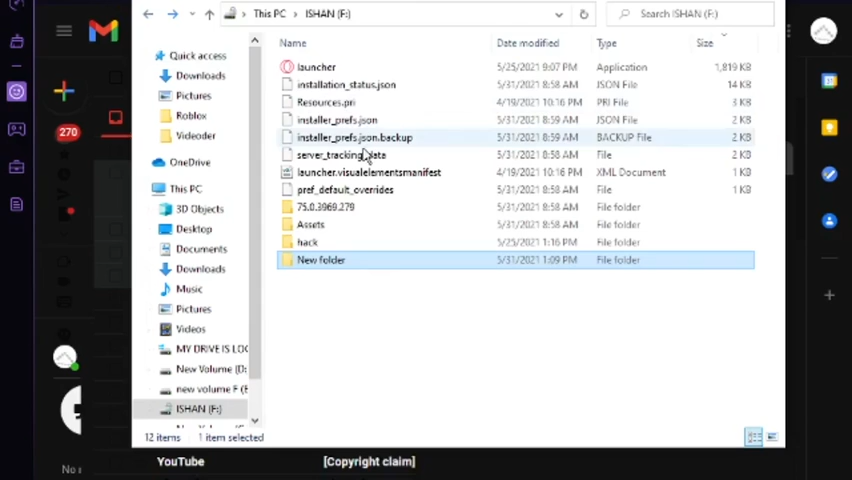 This PC > ISHAN (F:)
Search ISHAN (F:)
Name Date modified Type Size
Quick access
Downloads
Pictures
Roblox
Videoder
OneDrive
This PC
3D Objects
Desktop
Documents
Downloads
Music
Pictures
Videos
MY DRIVE IS LOC
New Volume (D:
new volume F (E
ISHAN (F:)
launcher 5/25/2021 9:07 PM Application 1,819 KB
installation_status.json 5/31/2021 8:58 AM JSON File 14 KB
Resources.pri 4/19/2021 10:16 PM PRI File 3 KB
installer_prefs.json 5/31/2021 8:59 AM JSON File 2 KB
installer_prefs.json.backup 5/31/2021 8:59 AM BACKUP File 2 KB
server_tracking_data 5/31/2021 8:58 AM File 2 KB
launcher.visualelementsmanifest 4/19/2021 10:16 PM XML Document 1 KB
pref_default_overrides 5/31/2021 8:58 AM File 1 KB
75.0.3969.279 5/31/2021 8:58 AM File folder
Assets 5/31/2021 8:58 AM File folder
hack 5/25/2021 1:16 PM File folder
New folder 5/31/2021 1:09 PM File folder
12 items 1 item selected
270
No
YouTube [Copyright claim]